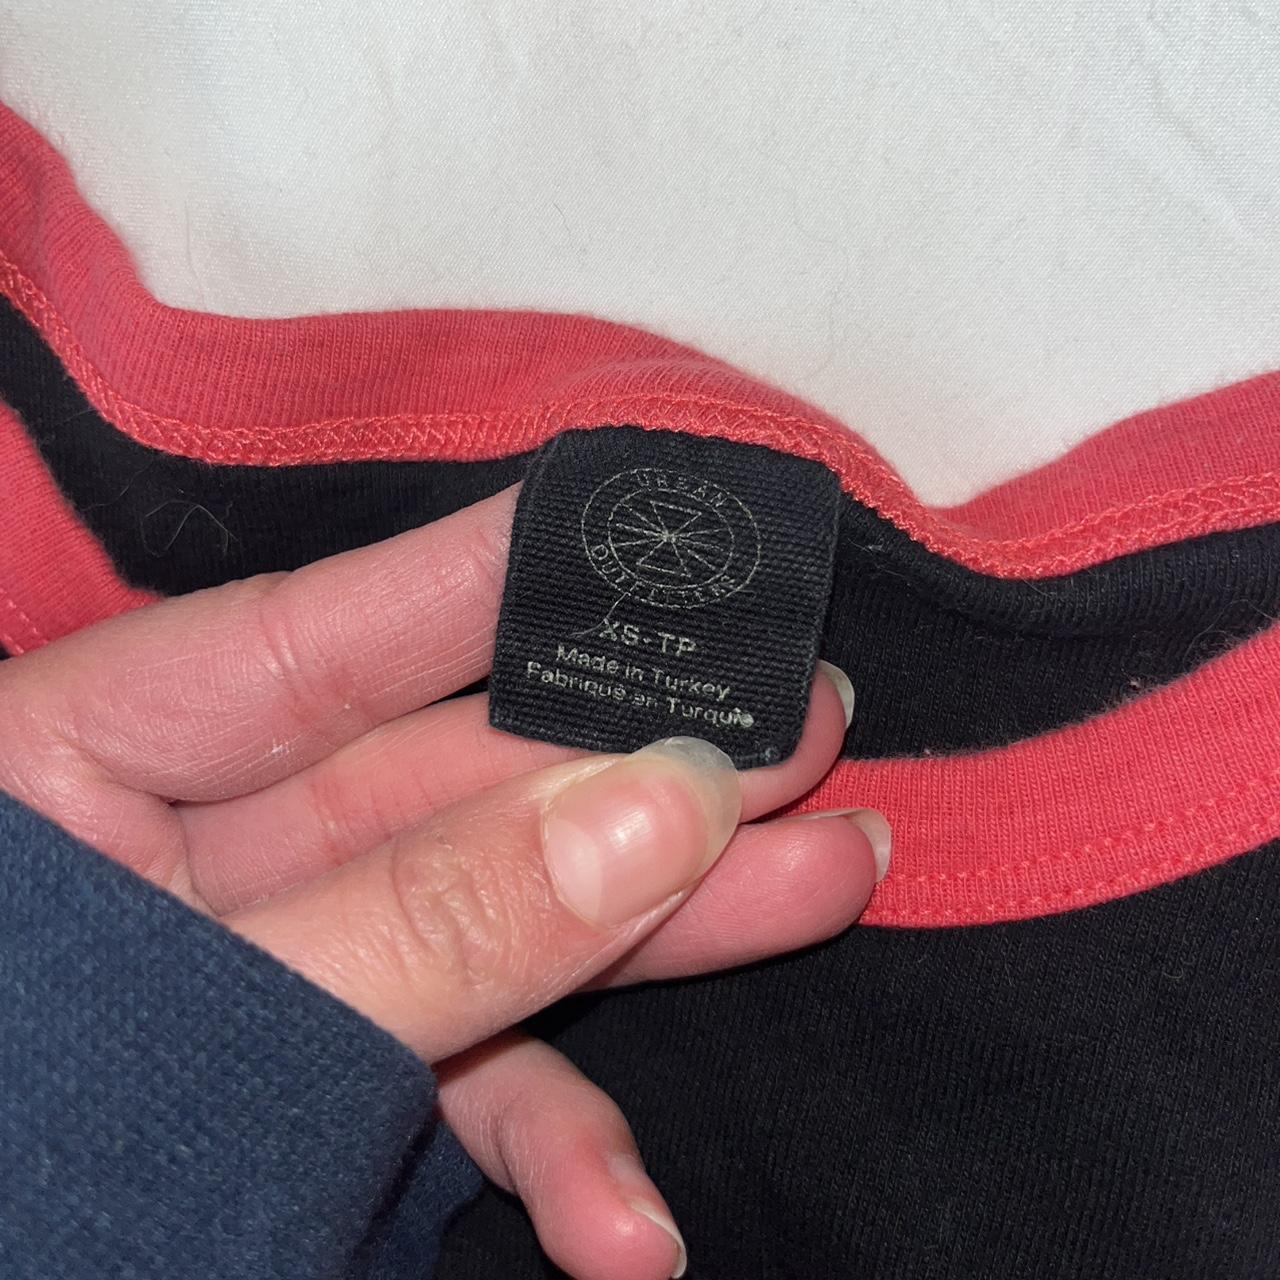 URBAN
OUTFITTERS
XS-TP
Made in Turkey
Fabriqué en Turquie